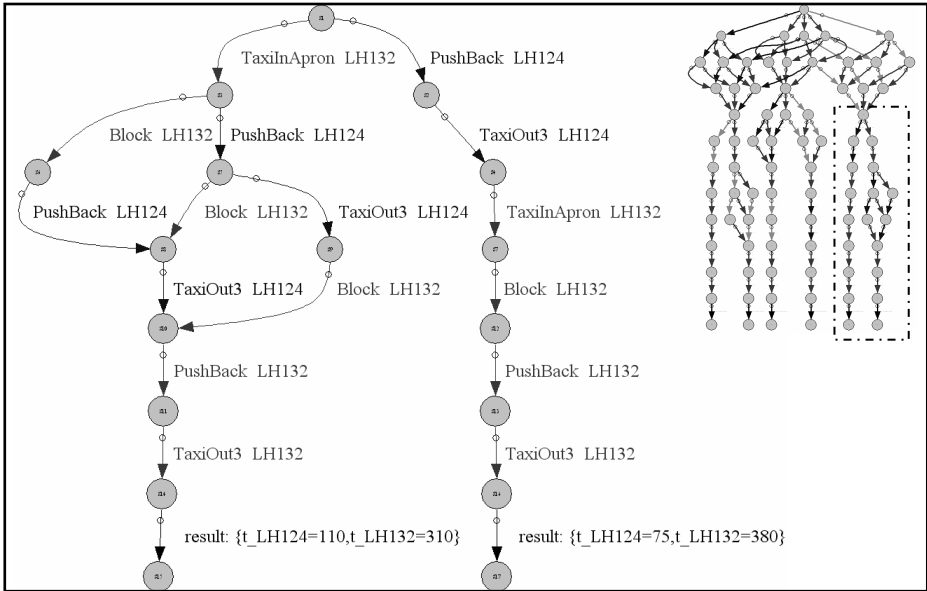 TaxiInApron LH132
PushBack LH124
Block LH132
PushBack LH124
TaxiOut3 LH124
PushBack LH124
Block LH132
TaxiOut3 LH124
TaxiInApron LH132
TaxiOut3 LH124
Block LH132
Block LH132
PushBack LH132
PushBack LH132
TaxiOut3 LH132
TaxiOut3 LH132
result: {t_LH124=110,t_LH132=310}
result: {t_LH124=75,t_LH132=380}